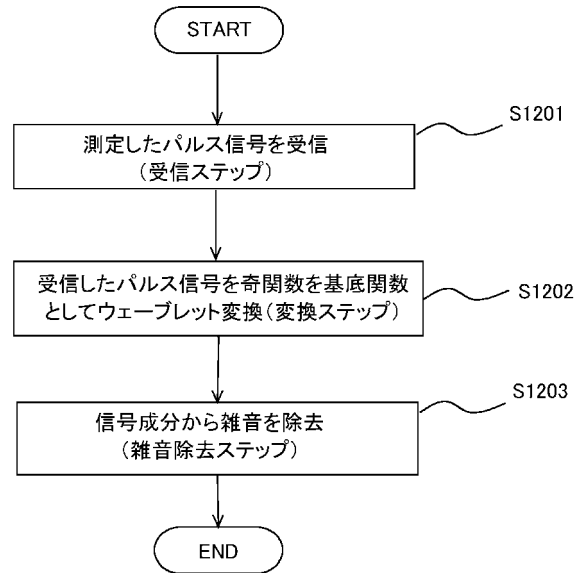 START
S1201
測定したパルス信号を受信
(受信ステップ)
受信したパルス信号を奇関数を基底関数
としてウェーブレット変換(変換ステップ)
S1202
S1203
信号成分から雑音を除去
(雑音除去ステップ)
END